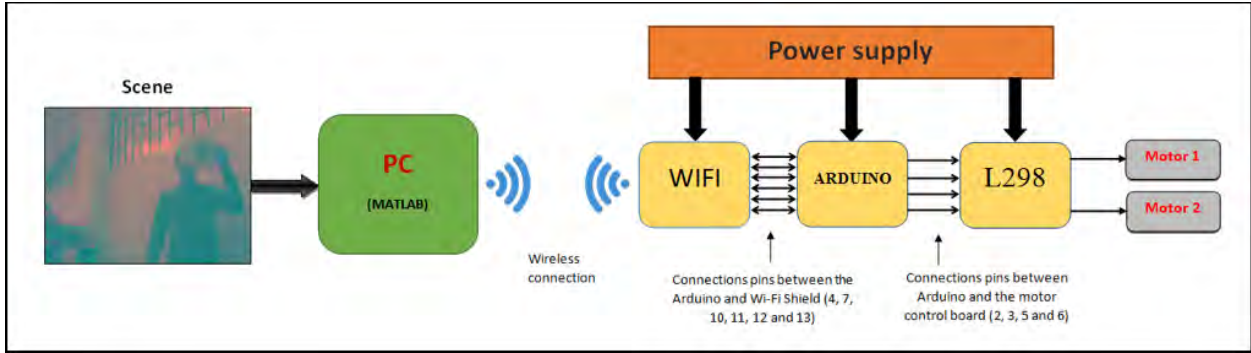 Power supply
Scene
PC
(MATLAB)
WIFI
ARDUINO
L298
Motor 1
Motor 2
Wireless
connection
Connections pins between the
Arduino and Wi-Fi Shield (4, 7,
10, 11, 12 and 13)
Connections pins between
Arduino and the motor
control board (2, 3, 5 and 6)